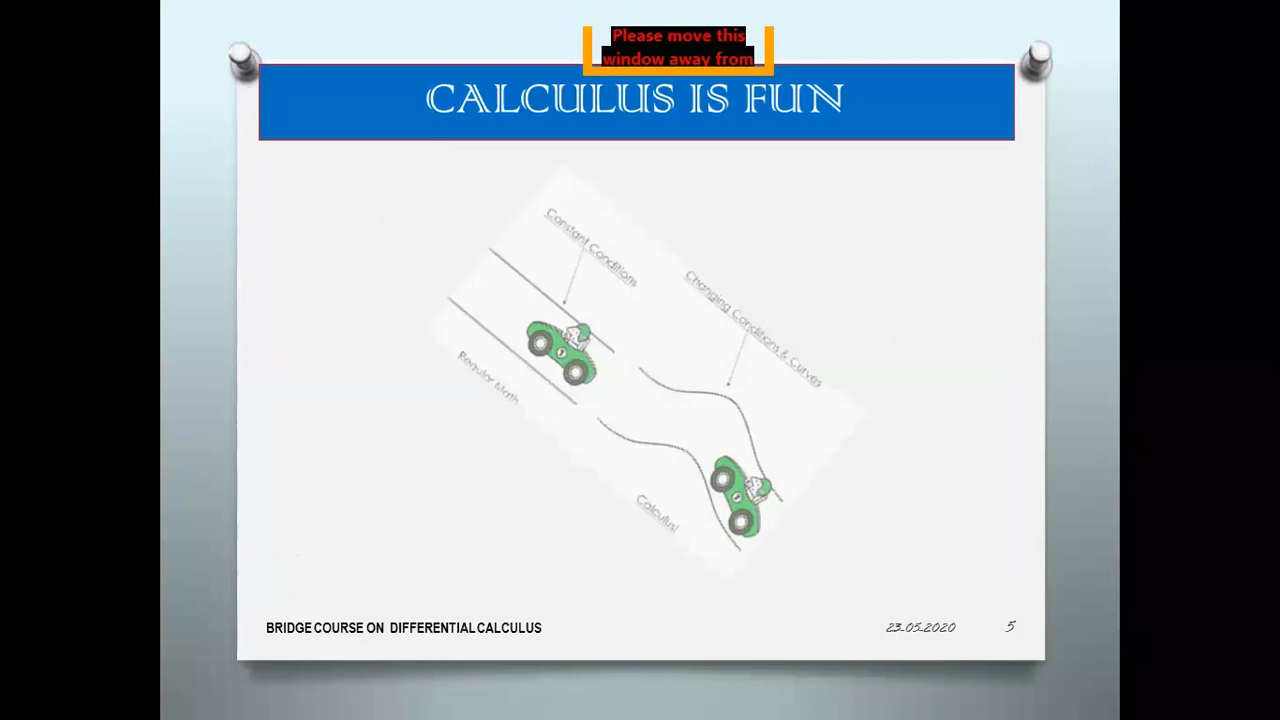 Please move this
window away from
CALCULUS IS FUN
Constant Conditions
Changing Conditions & Curves
Regular Math
Calculus!
BRIDGE COURSE ON DIFFERENTIAL CALCULUS
23.05.2020
5